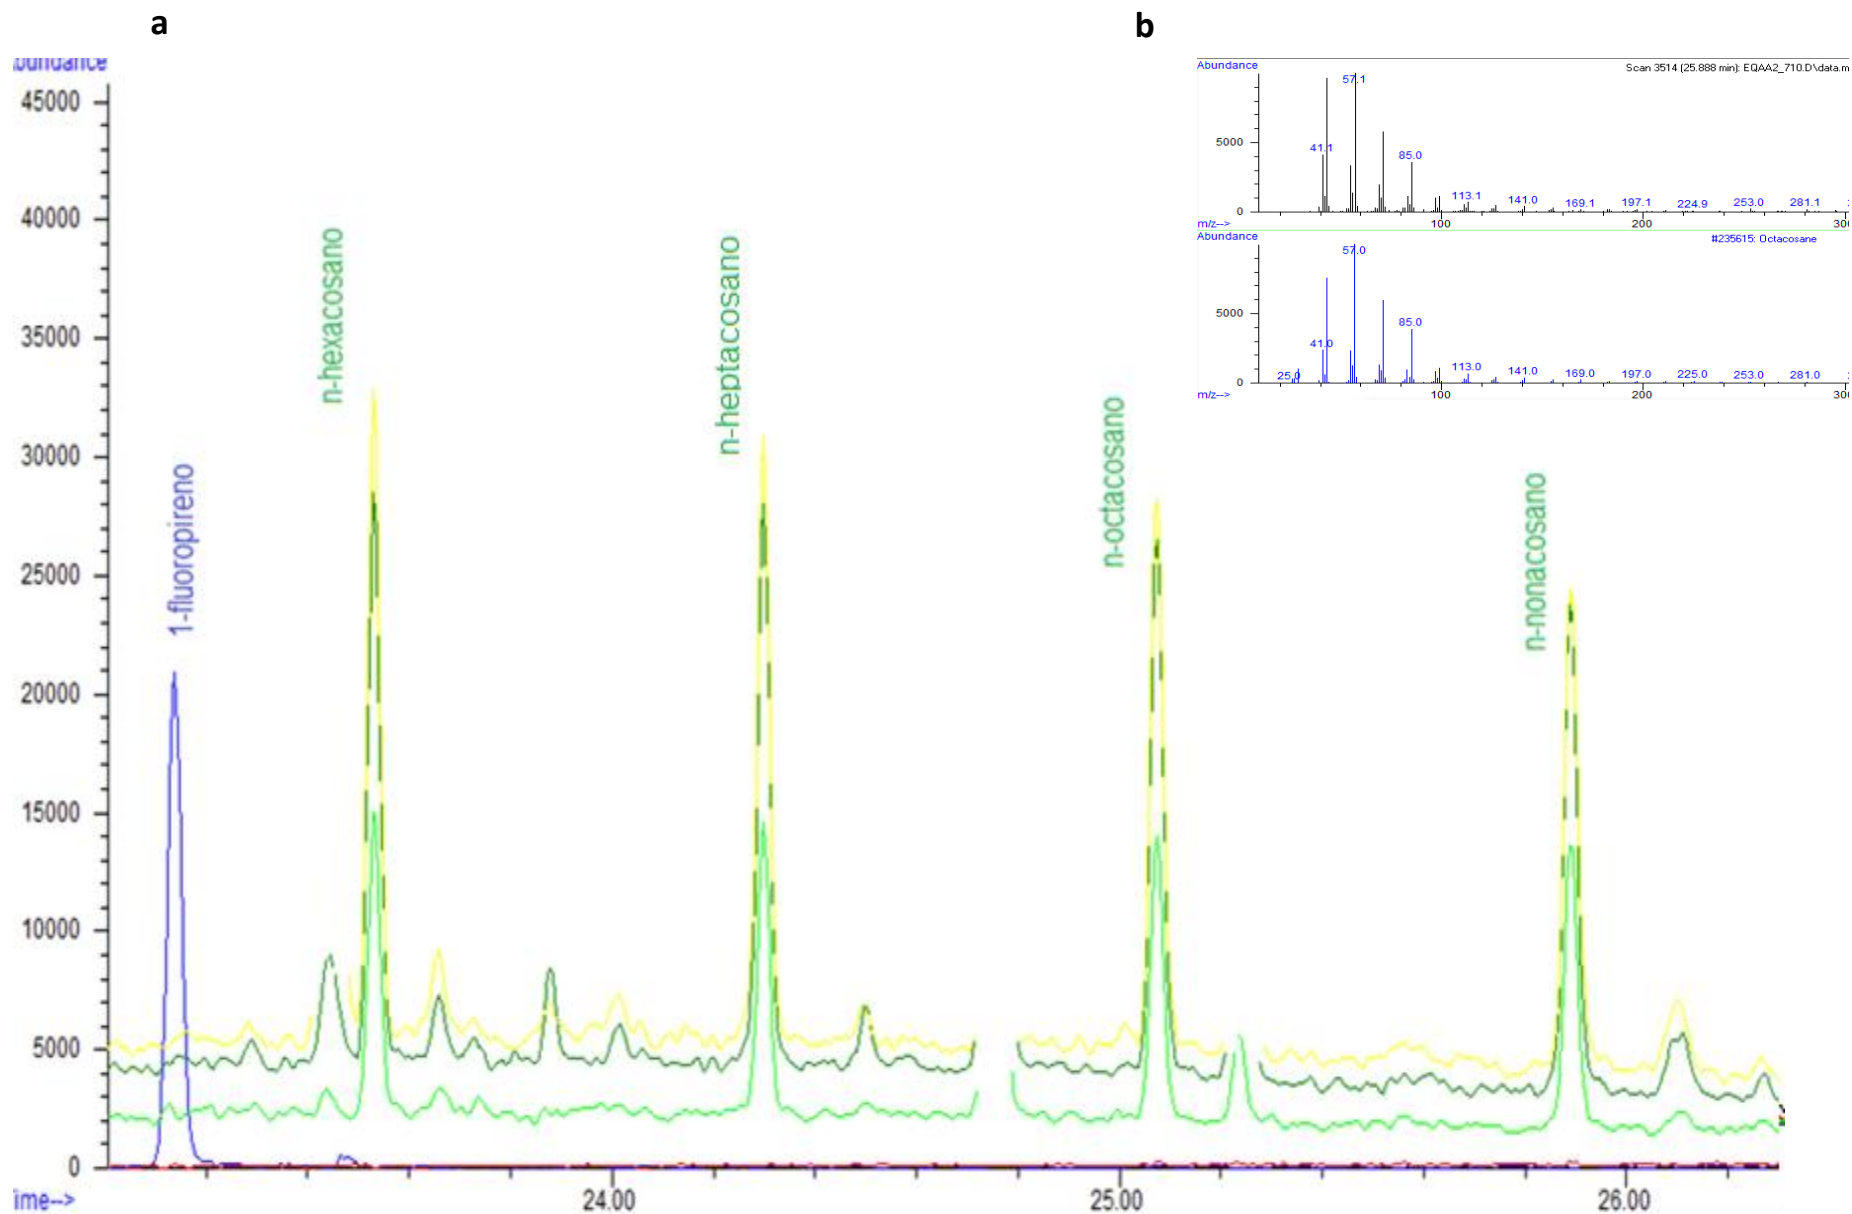 a
b
bundance
45000
40000
35000
30000
25000
20000
15000
10000
5000
0
ime-->
24.00
25.00
26.00
1-fluoropireno
n-hexacosano
n-heptacosano
n-octacosano
n-nonacosano
Abundance
Scan 3514 (25.888 min): EQAA2_710.D\data.m
5000
0
41.1
57.1
85.0
113.1
141.0
169.1
197.1
224.9
253.0
281.1
m/z-->
100
200
300
Abundance
#235615: Octacosane
5000
0
25.0
41.0
57.0
85.0
113.0
141.0
169.0
197.0
225.0
253.0
281.0
m/z-->
100
200
300